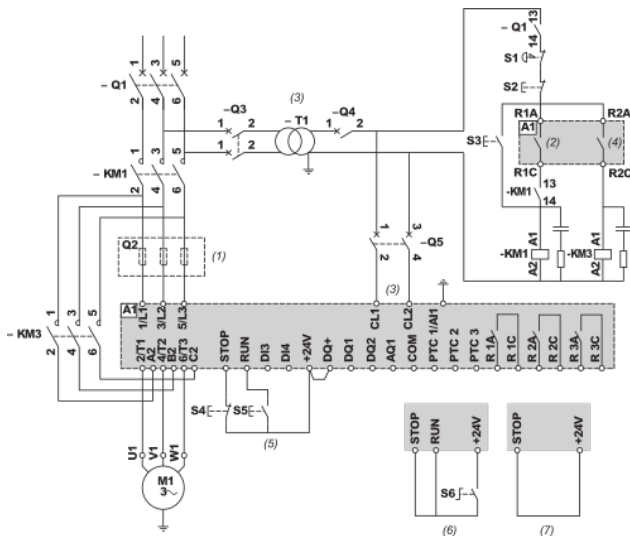 1 3 5
– Q1
2 4 6
–Q3
1 2
1 2
(3)
– T1
–Q4
1 2
13
– Q1
14
S1
S2
R1A R2A
A1
(2) (4)
S3
R1C R2C
13
-KM1
14
1 3 5
– KM1
2 4 6
Q2
(1)
1 3
–Q5
2 4
(3)
A1 A1
-KM1 -KM3
A2 A2
1 3 5
– KM3
2 4 6
A1
1/L1 3/L2 5/L3
CL1 CL2 PTC 1/AI1
2/T1 A2 4/T2 B2 6/T3 C2 STOP RUN DI3 DI4 +24V DQ+ DQ1 DQ2 AQ1 COM PTC 2 PTC 3 R 1A R 1C R 2A R 2C R 3A R 3C
S4 S5
(5)
U1 V1 W1
M1
3
STOP RUN +24V
S6
(6)
STOP +24V
(7)